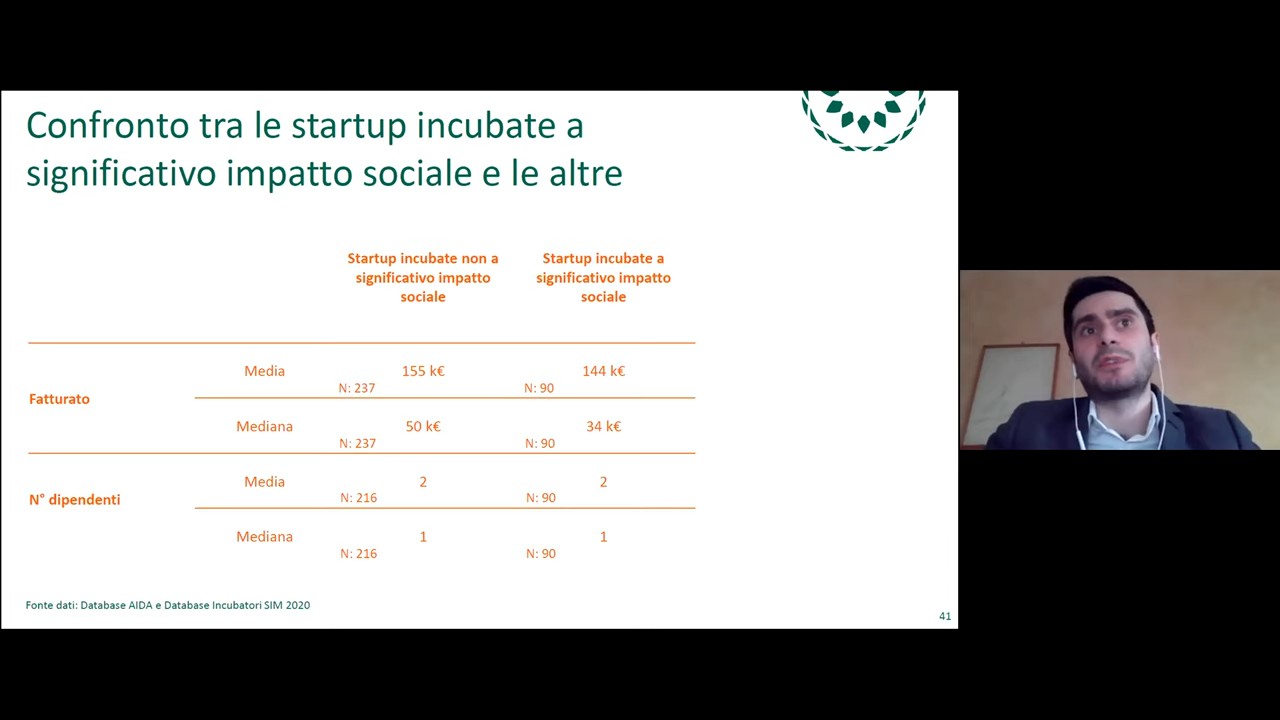 Confronto tra le startup incubate a
significativo impatto sociale e le altre
Startup incubate non a
significativo impatto
sociale
Startup incubate a
significativo impatto
sociale
Fatturato
Media
155 k€
N: 237
144 k€
N: 90
Mediana
50 k€
N: 237
34 k€
N: 90
N° dipendenti
Media
2
N: 216
2
N: 90
Mediana
1
N: 216
1
N: 90
Fonte dati: Database AIDA e Database Incubatori SIM 2020
41